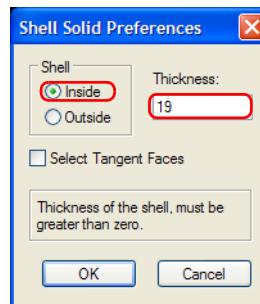 Shell Solid Preferences
Shell
Inside
Outside
Thickness:
19
Select Tangent Faces
Thickness of the shell, must be
greater than zero.
OK
Cancel